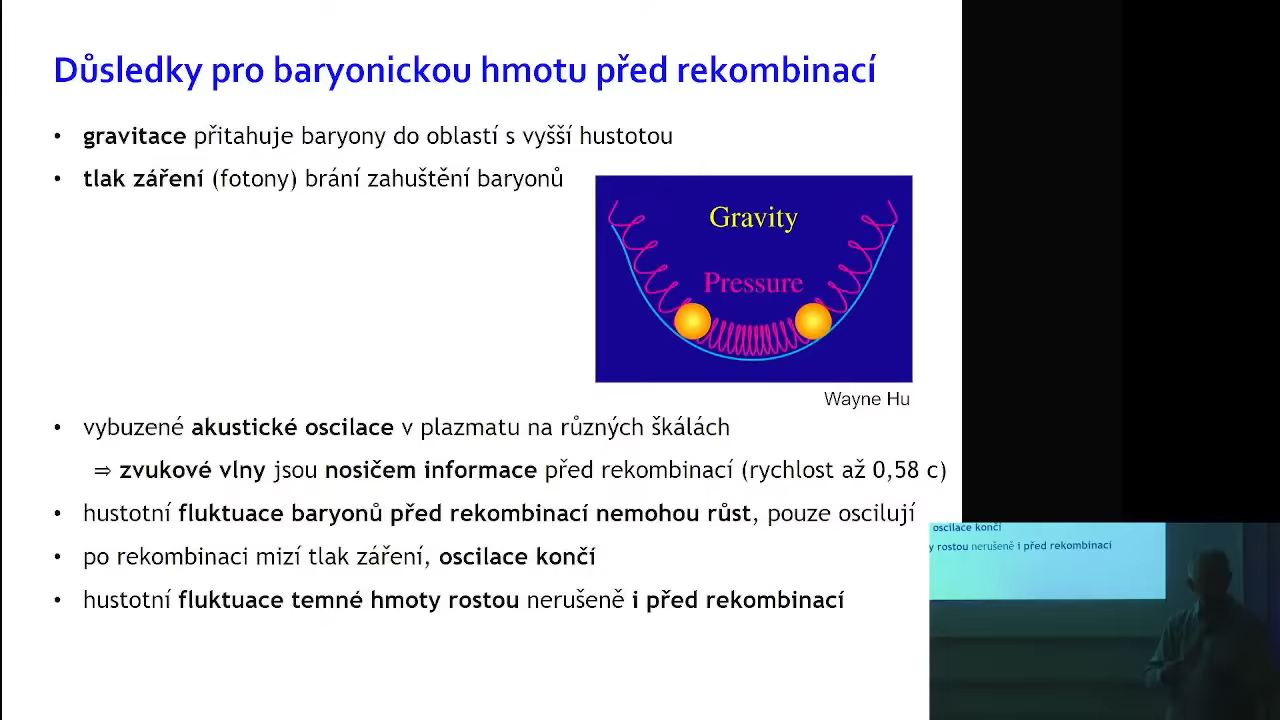 Důsledky pro baryonickou hmotu před rekombinací
• gravitace přitahuje baryony do oblastí s vyšší hustotou
• tlak záření (fotony) brání zahuštění baryonů
Gravity
Pressure
Wayne Hu
• vybuzené akustické oscilace v plazmatu na různých škálách
⇒ zvukové vlny jsou nosičem informace před rekombinací (rychlost až 0,58 c)
• hustotní fluktuace baryonů před rekombinací nemohou růst, pouze oscilují
• po rekombinaci mizí tlak záření, oscilace končí
• hustotní fluktuace temné hmoty rostou nerušeně i před rekombinací
oscilace končí
y rostou nerušeně i před rekombinací